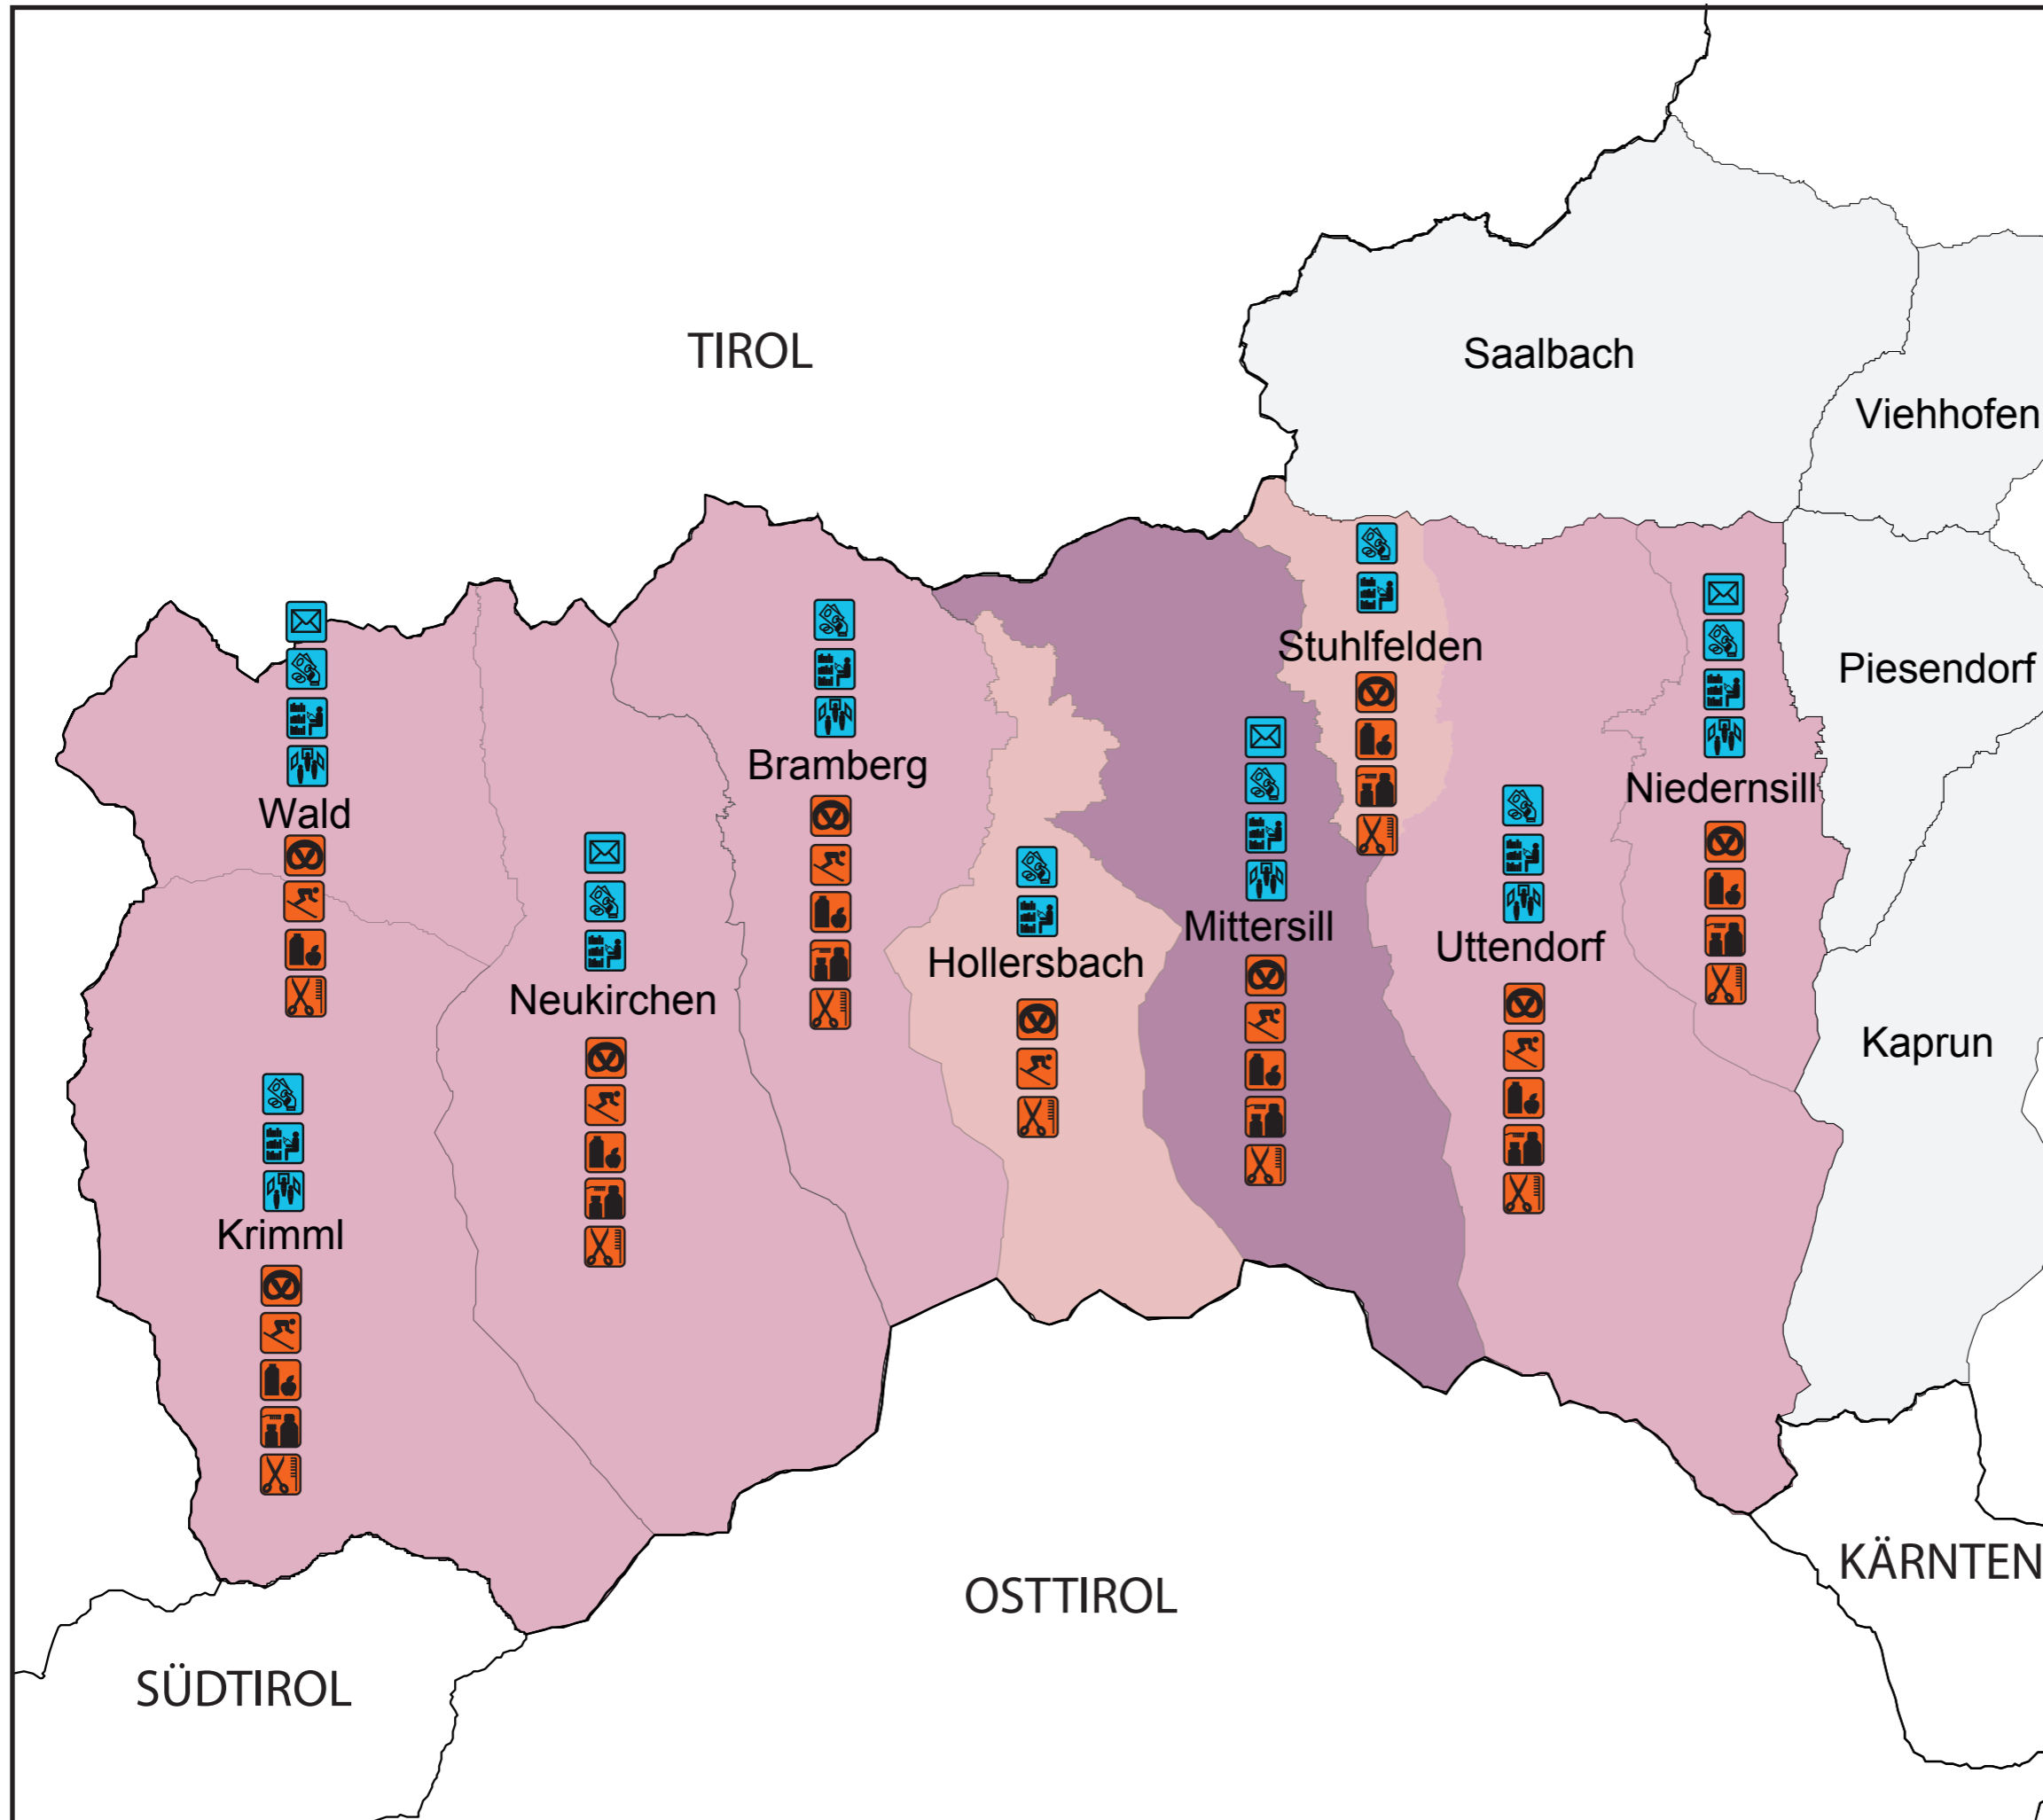 TIROL
Saalbach
Viehhofen
Stuhlfelden
Piesendorf
Bramberg
Niedernsill
Wald
Mittersill
Uttendorf
Hollersbach
Neukirchen
Kaprun
Krimml
KÄRNTEN
OSTTIROL
SÜDTIROL